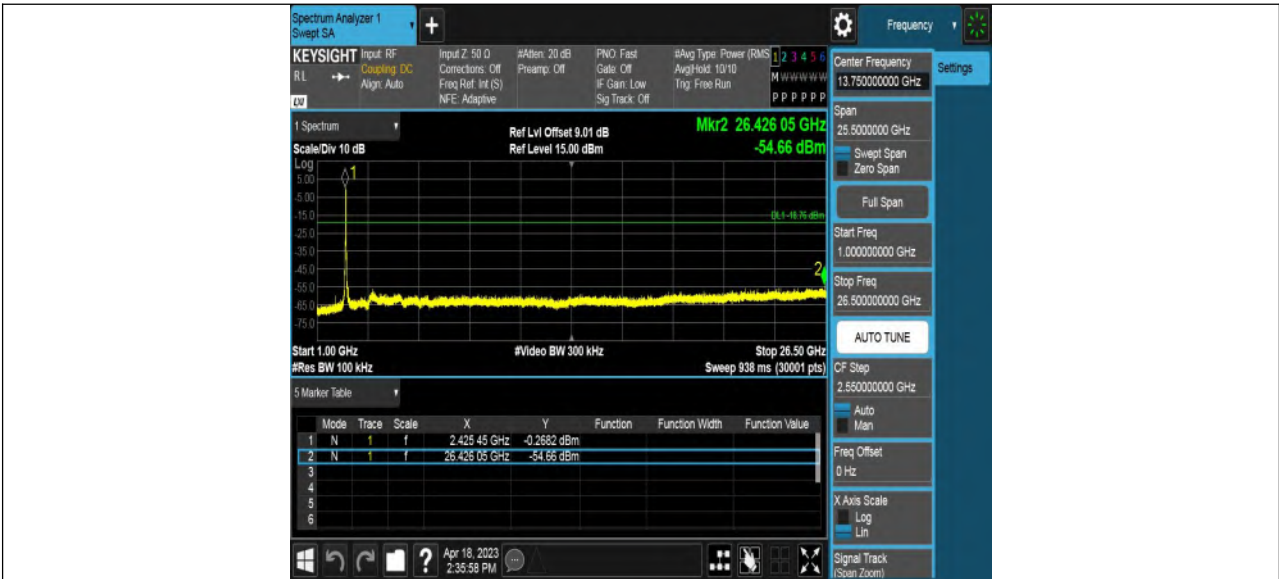 Spectrum Analyzer 1
Swept SA
+
Frequency
KEYSIGHT
Input: RF
Coupling: DC
Align: Auto
RL
LXI
Input Z: 50 Ω
Corrections: Off
Freq Ref: Int (S)
NFE: Adaptive
#Atten: 20 dB
Preamp: Off
PNO: Fast
Gate: Off
IF Gain: Low
Sig Track: Off
#Avg Type: Power (RMS
Avg|Hold: 10/10
Trig: Free Run
1 2 3 4 5 6
M W W W W W
P P P P P P
Center Frequency
13.750000000 GHz
Settings
1 Spectrum
Scale/Div 10 dB
Ref Lvl Offset 9.01 dB
Ref Level 15.00 dBm
Mkr2 26.426 05 GHz
-54.66 dBm
Log
5.00
-5.00
-15.0
-25.0
-35.0
-45.0
-55.0
-65.0
-75.0
1
DL1 -18.76 dBm
2
Start 1.00 GHz
#Res BW 100 kHz
#Video BW 300 kHz
Stop 26.50 GHz
Sweep 938 ms (30001 pts)
Span
25.5000000 GHz
Swept Span
Zero Span
Full Span
Start Freq
1.000000000 GHz
Stop Freq
26.500000000 GHz
AUTO TUNE
CF Step
2.550000000 GHz
Auto
Man
Freq Offset
0 Hz
X Axis Scale
Log
Lin
Signal Track
(Span Zoom)
5 Marker Table
Mode Trace Scale X Y Function Function Width Function Value
1 N 1 f 2.425 45 GHz -0.2682 dBm
2 N 1 f 26.426 05 GHz -54.66 dBm
3
4
5
6
?
Apr 18, 2023
2:35:58 PM